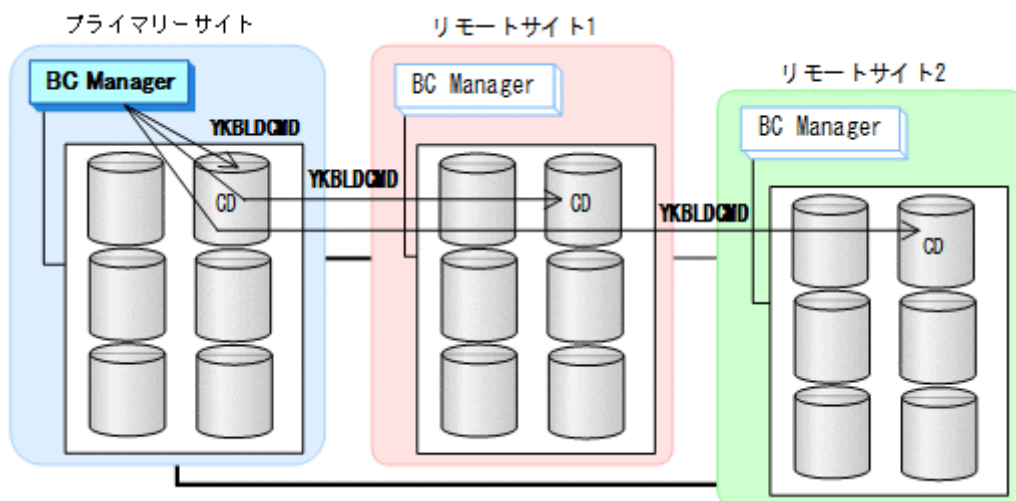 プライマリーサイト
リモートサイト1
リモートサイト2
BC Manager
BC Manager
BC Manager
YKBLDCMD
YKBLDCMD
YKBLDCMD
CD
CD
CD